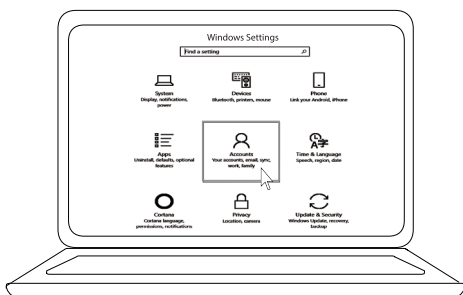 Windows Settings
Find a setting
System
Display, notifications,
power
Devices
Bluetooth, printers, mouse
Phone
Link your Android, iPhone
Apps
Uninstall, defaults, optional
features
Accounts
Your accounts, email, sync,
work, family
Time & Language
Speech, region, date
Cortana
Cortana language,
permissions, notifications
Privacy
Location, camera
Update & Security
Windows Update, recovery,
backup